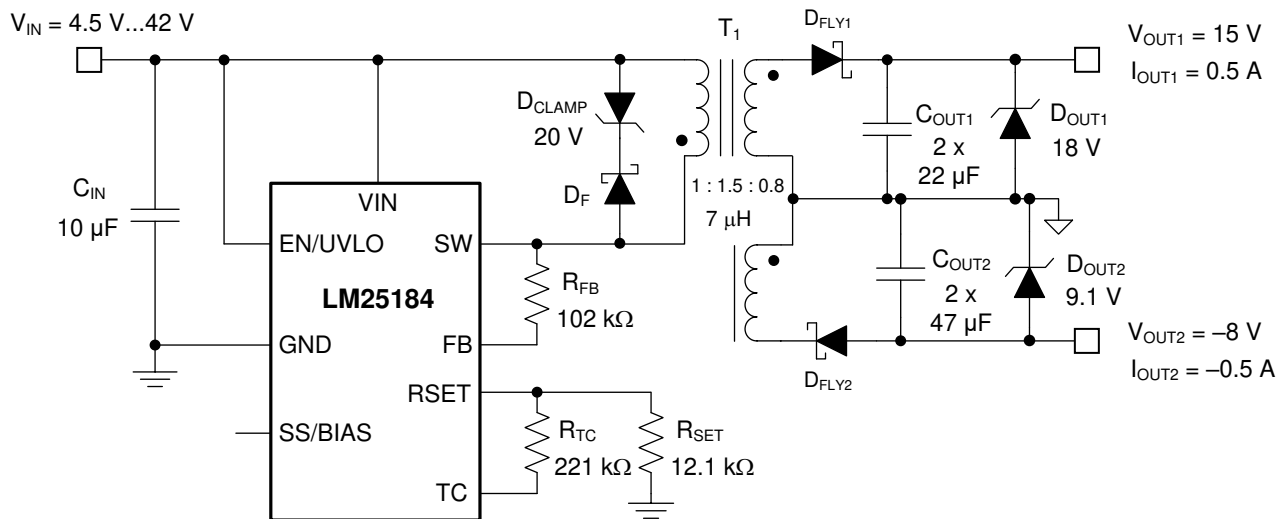 V_IN = 4.5 V...42 V
T_1
D_FLY1
V_OUT1 = 15 V
I_OUT1 = 0.5 A
D_CLAMP
20 V
C_OUT1
2 x
22 µF
D_OUT1
18 V
C_IN
10 µF
D_F
1 : 1.5 : 0.8
7 µH
VIN
EN/UVLO
SW
LM25184
R_FB
102 kΩ
GND
FB
C_OUT2
2 x
47 µF
D_OUT2
9.1 V
V_OUT2 = –8 V
I_OUT2 = –0.5 A
D_FLY2
RSET
SS/BIAS
R_TC
221 kΩ
R_SET
12.1 kΩ
TC